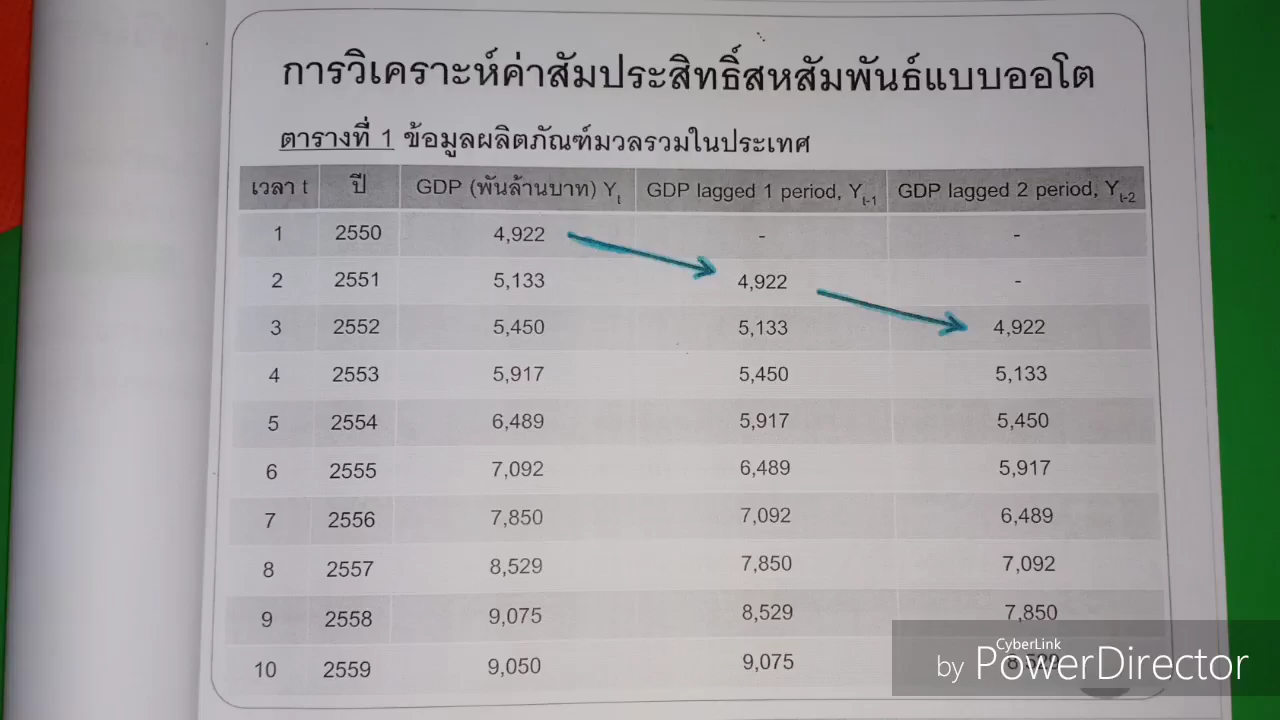 การวิเคราะห์ค่าสัมประสิทธิ์สหสัมพันธ์แบบออโต
ตารางที่ 1 ข้อมูลผลิตภัณฑ์มวลรวมในประเทศ
เวลา t ปี GDP (พันล้านบาท) Yt GDP lagged 1 period, Yt-1 GDP lagged 2 period, Yt-2
1 2550 4,922 - -
2 2551 5,133 4,922 -
3 2552 5,450 5,133 4,922
4 2553 5,917 5,450 5,133
5 2554 6,489 5,917 5,450
6 2555 7,092 6,489 5,917
7 2556 7,850 7,092 6,489
8 2557 8,529 7,850 7,092
9 2558 9,075 8,529 7,850
10 2559 9,050 9,075
CyberLink
by PowerDirector